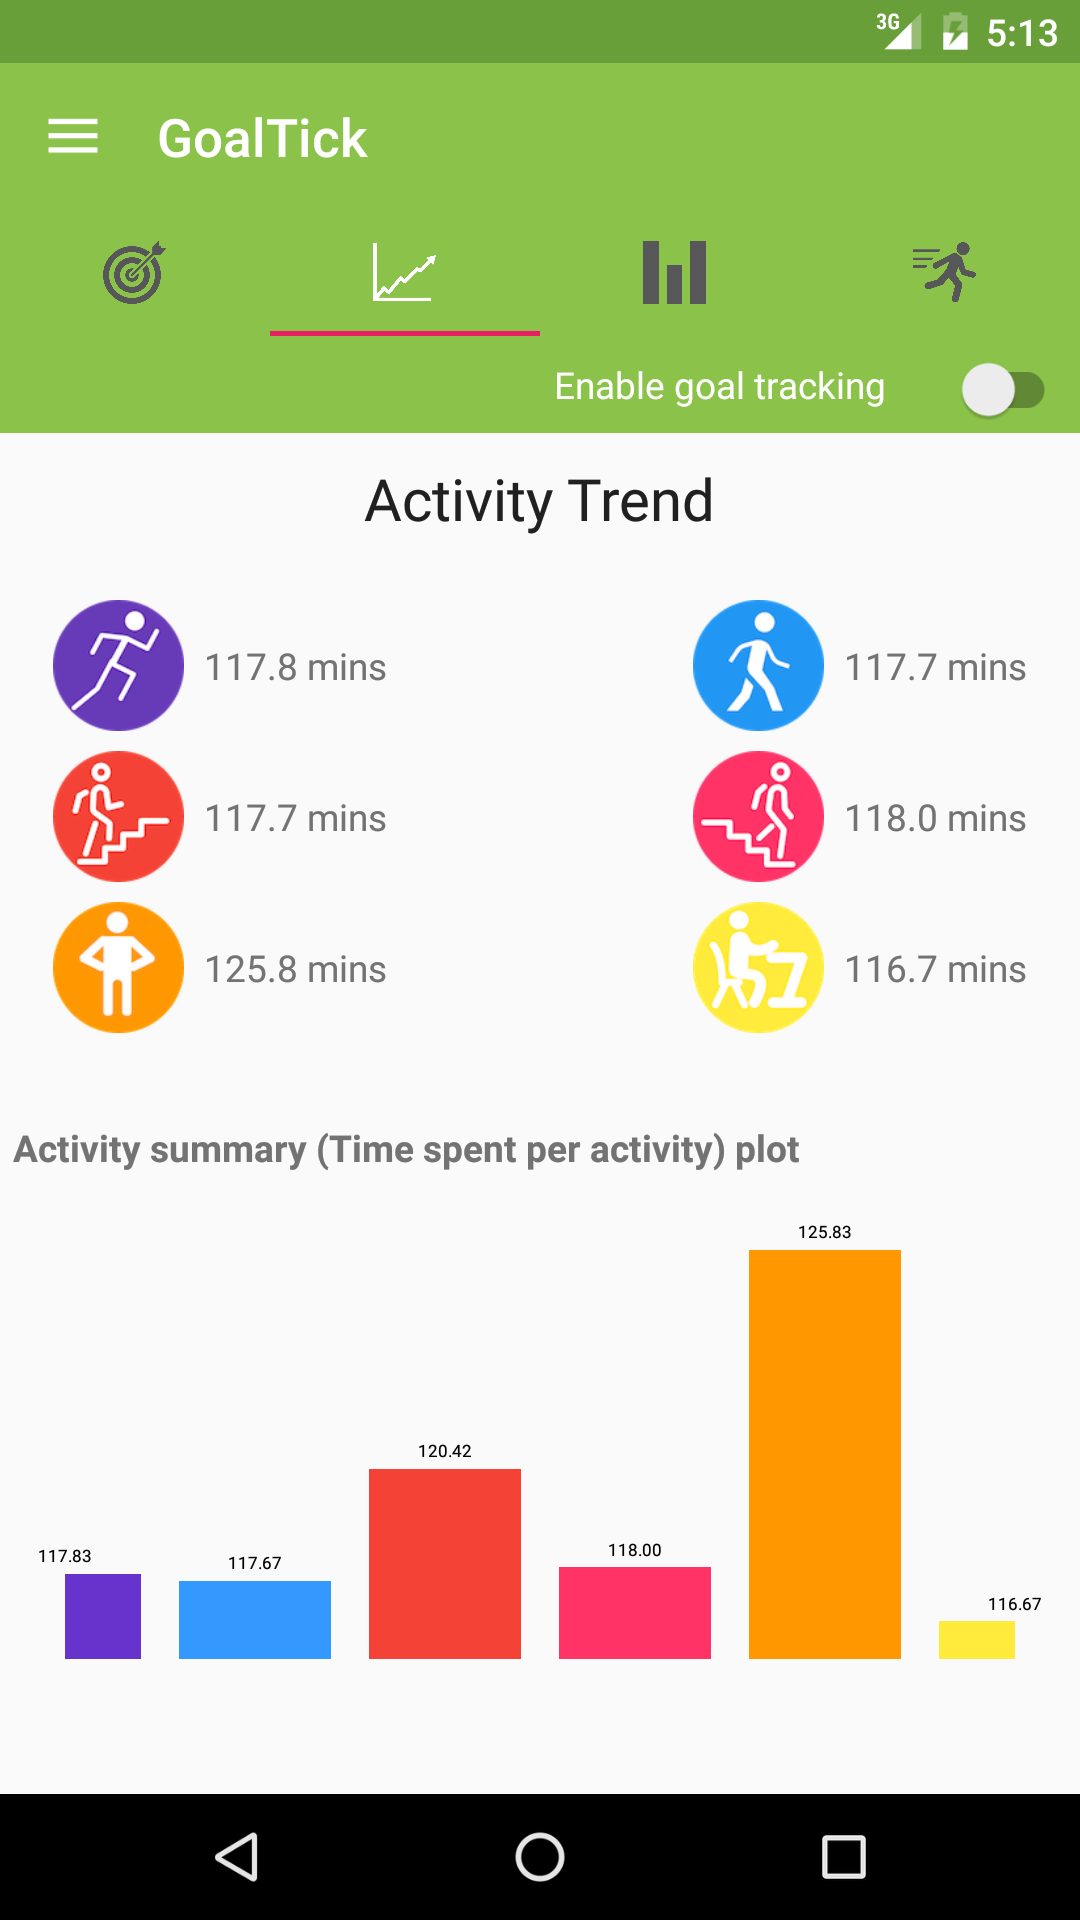 3G 5:13
GoalTick
Enable goal tracking
Activity Trend
117.8 mins 117.7 mins
117.7 mins 118.0 mins
125.8 mins 116.7 mins
Activity summary (Time spent per activity) plot
125.83
120.42
118.00
117.83 117.67
116.67